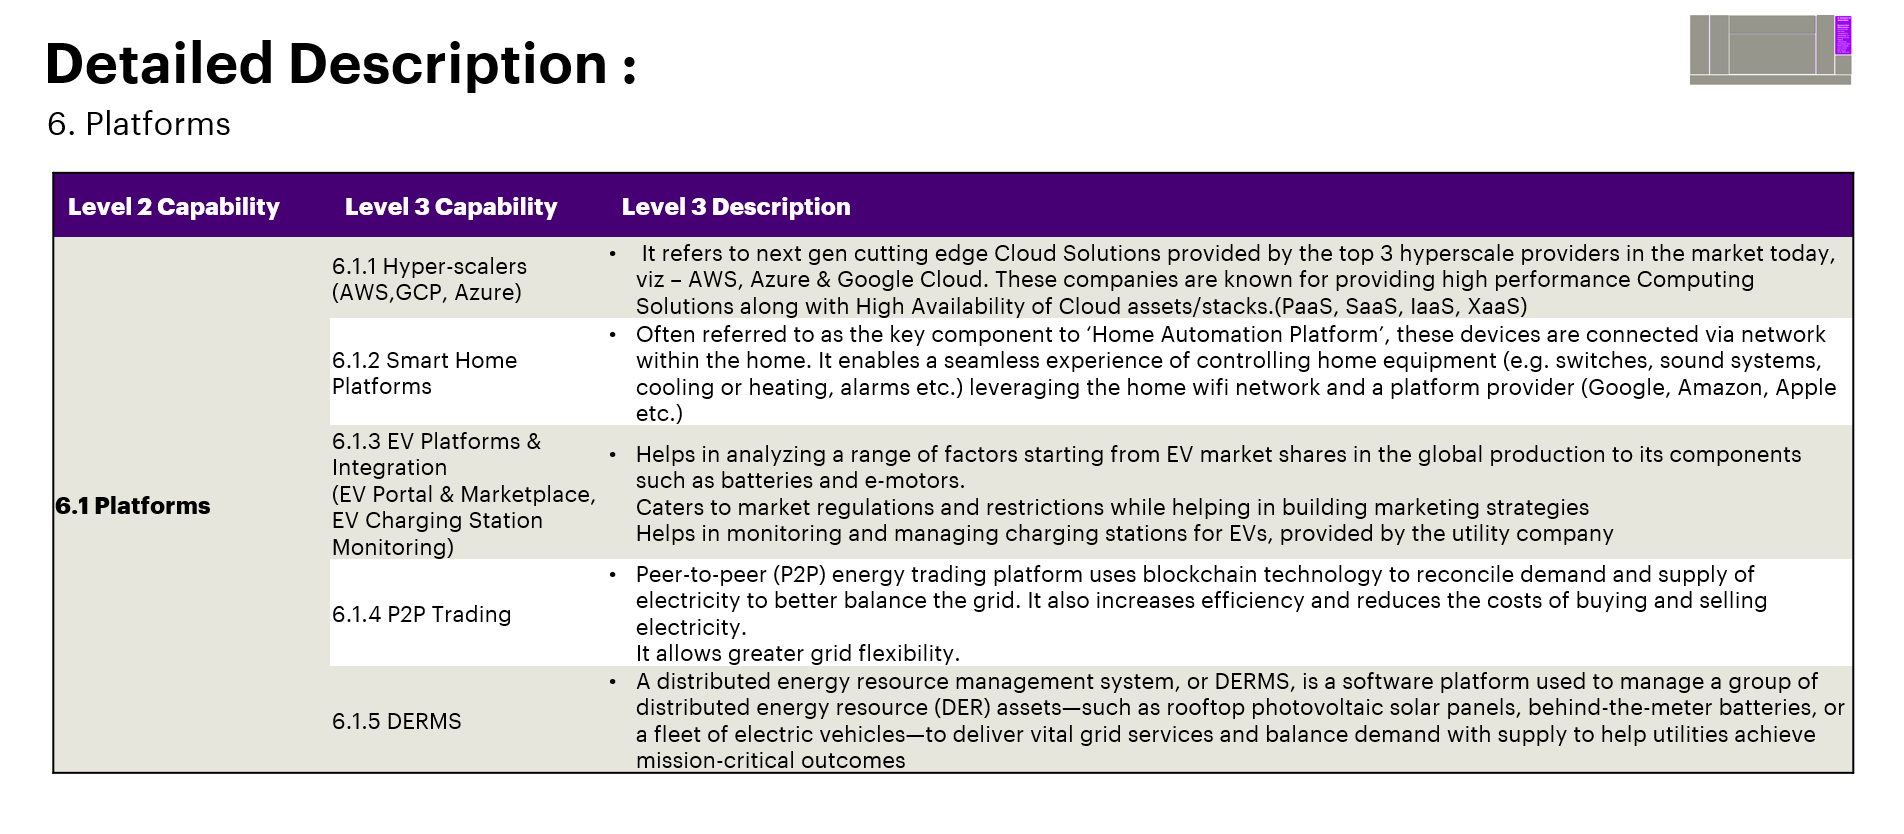 Detailed Description :
6. Platforms
Level 2 Capability
Level 3 Capability
Level 3 Description
6.1 Platforms
6.1.1 Hyper-scalers
(AWS,GCP, Azure)
• It refers to next gen cutting edge Cloud Solutions provided by the top 3 hyperscale providers in the market today,
viz – AWS, Azure & Google Cloud. These companies are known for providing high performance Computing
Solutions along with High Availability of Cloud assets/stacks.(PaaS, SaaS, IaaS, XaaS)
6.1.2 Smart Home
Platforms
• Often referred to as the key component to ‘Home Automation Platform’, these devices are connected via network
within the home. It enables a seamless experience of controlling home equipment (e.g. switches, sound systems,
cooling or heating, alarms etc.) leveraging the home wifi network and a platform provider (Google, Amazon, Apple
etc.)
6.1.3 EV Platforms &
Integration
(EV Portal & Marketplace,
EV Charging Station
Monitoring)
• Helps in analyzing a range of factors starting from EV market shares in the global production to its components
such as batteries and e-motors.
Caters to market regulations and restrictions while helping in building marketing strategies
Helps in monitoring and managing charging stations for EVs, provided by the utility company
6.1.4 P2P Trading
• Peer-to-peer (P2P) energy trading platform uses blockchain technology to reconcile demand and supply of
electricity to better balance the grid. It also increases efficiency and reduces the costs of buying and selling
electricity.
It allows greater grid flexibility.
6.1.5 DERMS
• A distributed energy resource management system, or DERMS, is a software platform used to manage a group of
distributed energy resource (DER) assets—such as rooftop photovoltaic solar panels, behind-the-meter batteries, or
a fleet of electric vehicles—to deliver vital grid services and balance demand with supply to help utilities achieve
mission-critical outcomes